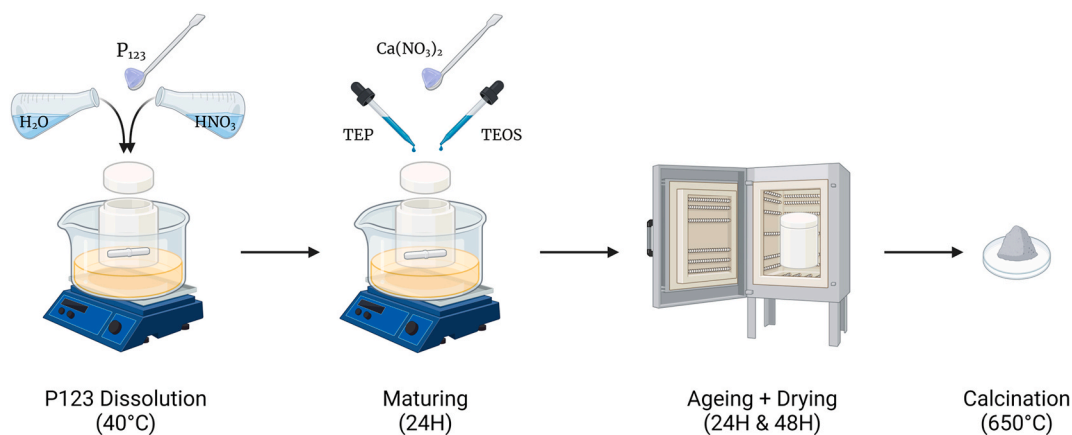 P₁₂₃
H₂O
HNO₃
Ca(NO₃)₂
TEP
TEOS
P123 Dissolution
(40°C)
Maturing
(24H)
Ageing + Drying
(24H & 48H)
Calcination
(650°C)